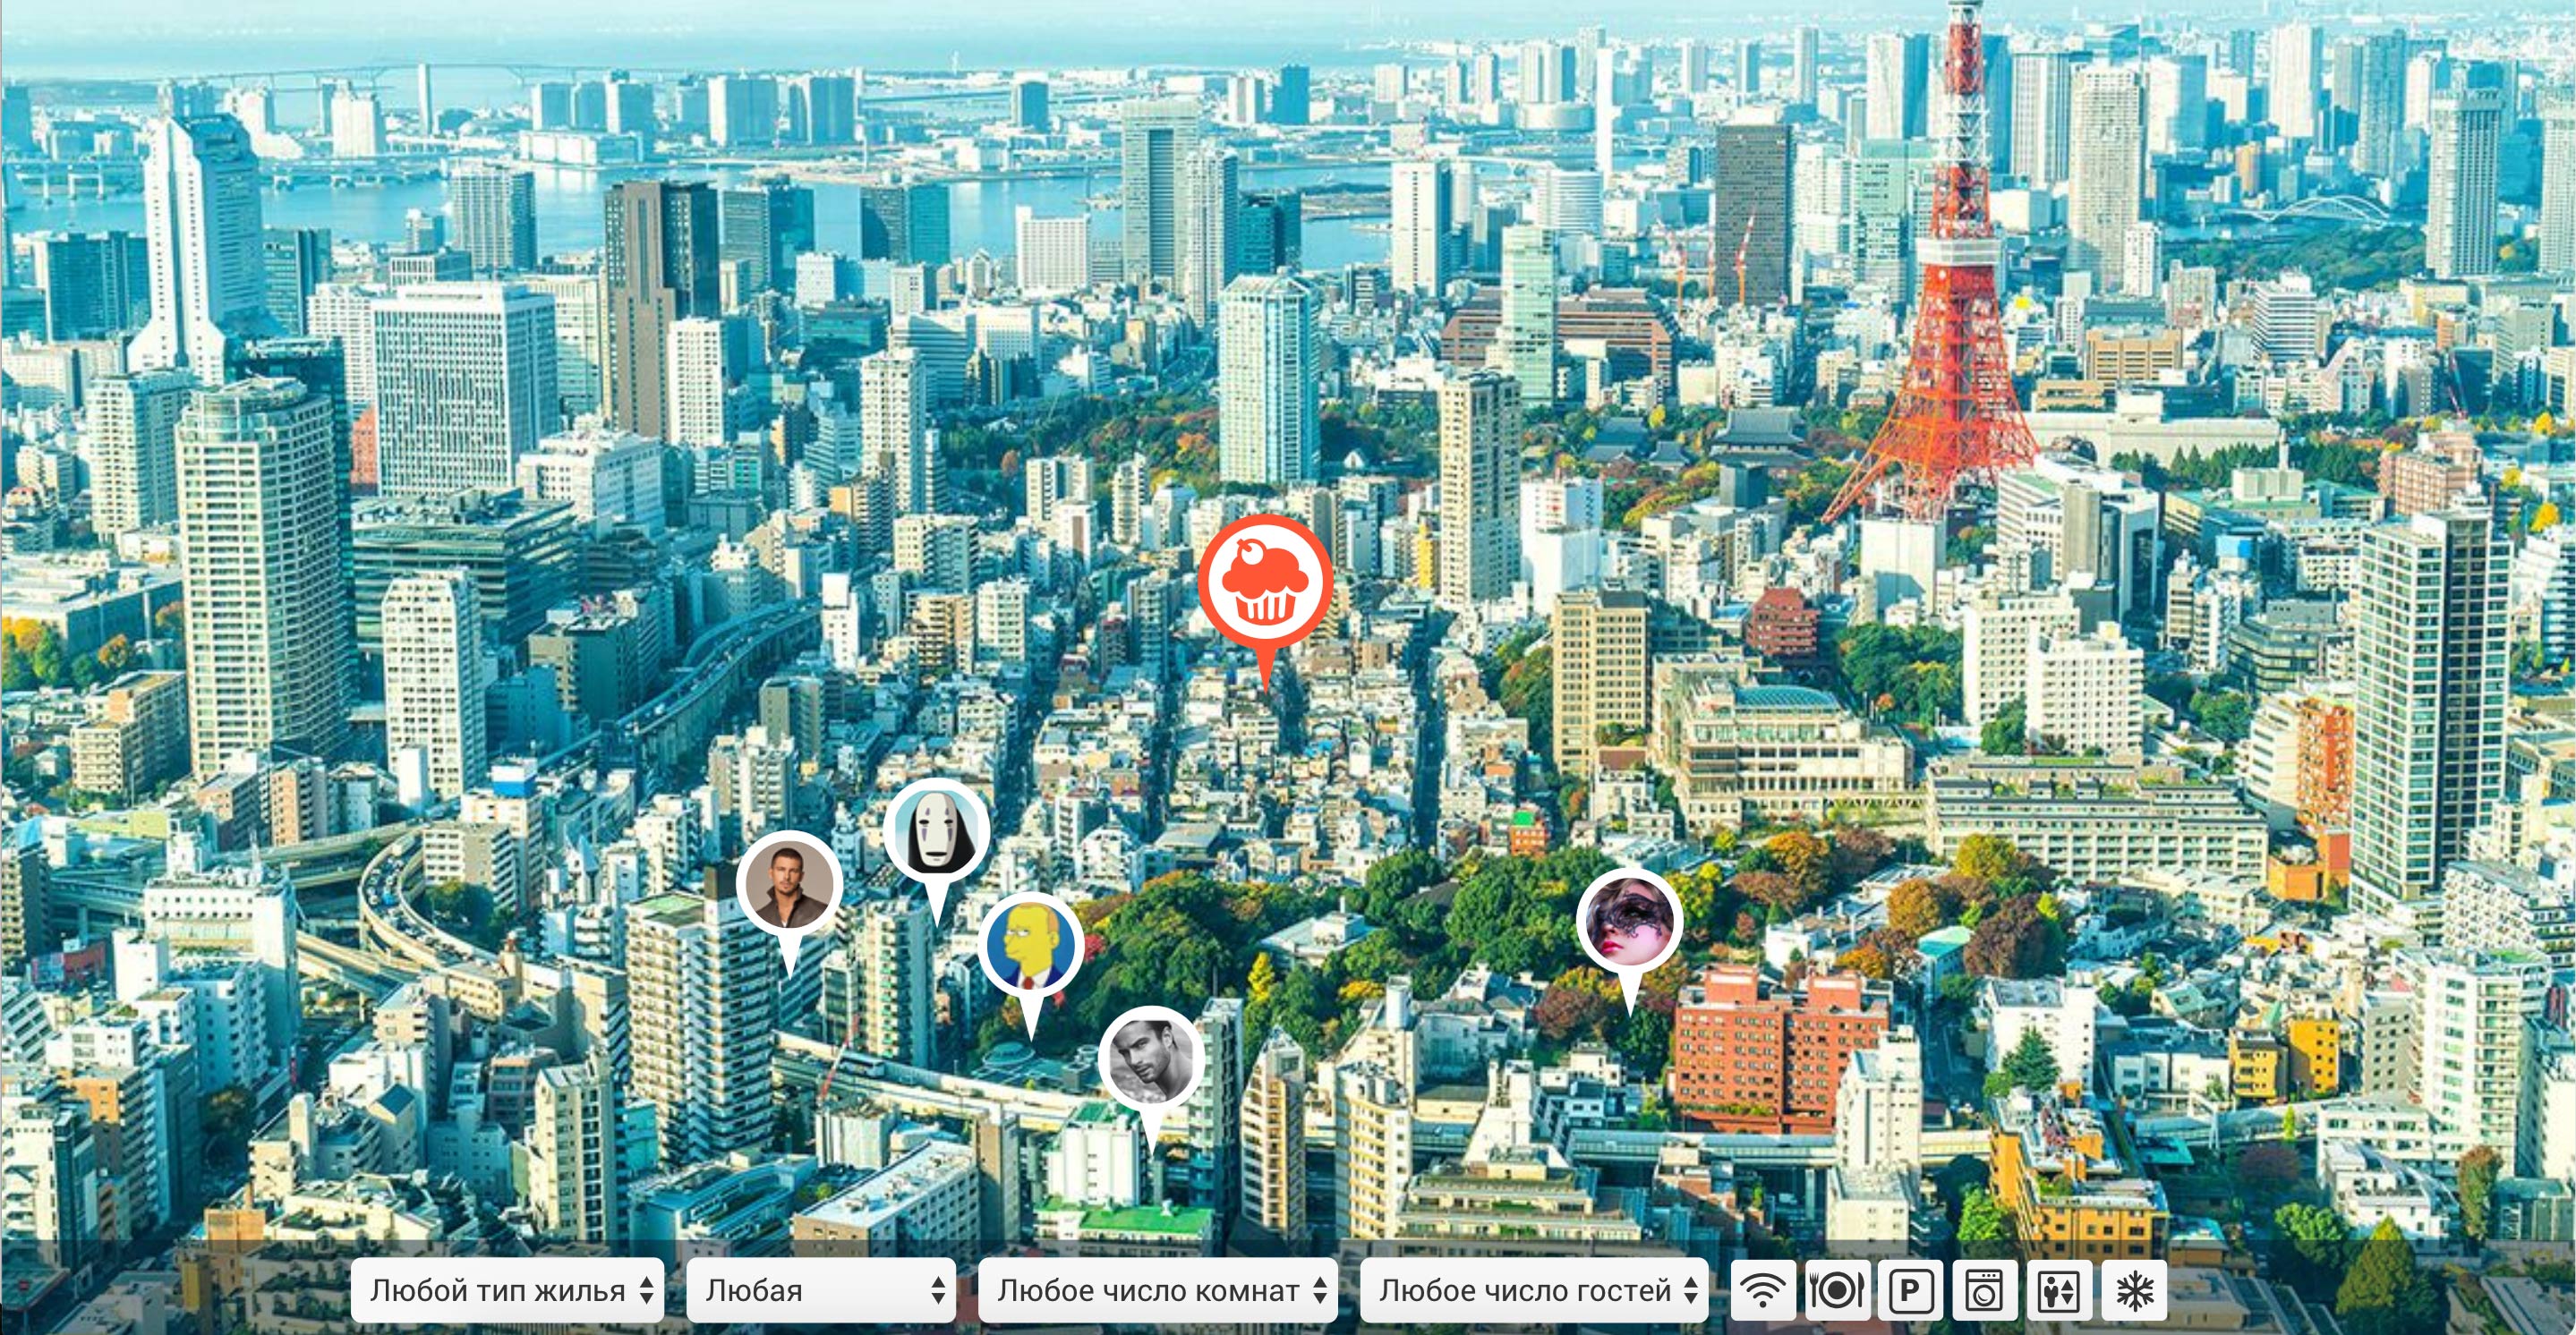 Любой тип жилья
Любая
Любое число комнат
Любое число гостей
P